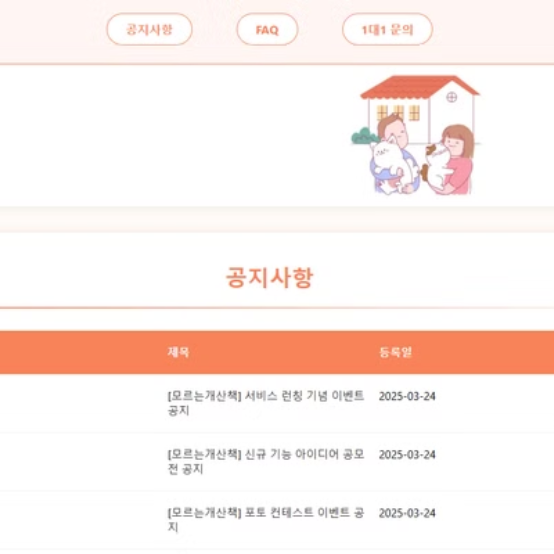 공지사항 FAQ 1대1 문의
공지사항
제목 등록일
[모르는개산책] 서비스 런칭 기념 이벤트 2025-03-24
공지
[모르는개산책] 신규 기능 아이디어 공모 2025-03-24
전 공지
[모르는개산책] 포토 컨테스트 이벤트 공 2025-03-24
지